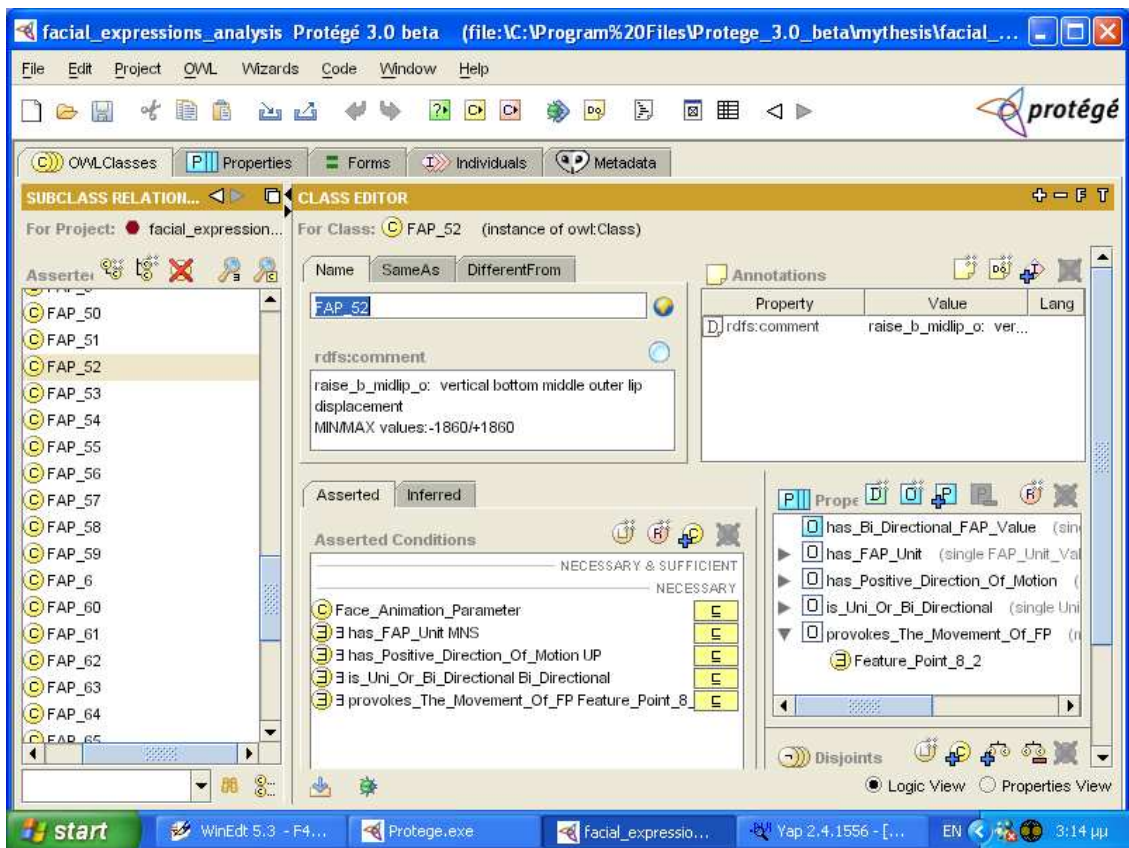 facial_expressions_analysis Protégé 3.0 beta (file:\C:\Program%20Files\Protege_3.0_beta\mythesis\facial_...
File Edit Project OWL Wizards Code Window Help
protégé
OWLClasses Properties Forms Individuals Metadata
SUBCLASS RELATION... CLASS EDITOR + − F T
For Project: facial_expression... For Class: C FAP_52 (instance of owl:Class)
Asserted
Name SameAs DifferentFrom
Annotations
FAP_52
Property Value Lang
rdfs:comment raise_b_midlip_o: ver...
rdfs:comment
raise_b_midlip_o: vertical bottom middle outer lip
displacement
MIN/MAX values:-1860/+1860
FAP_50
FAP_51
FAP_52
FAP_53
FAP_54
FAP_55
FAP_56
FAP_57
FAP_58
FAP_59
FAP_6
FAP_60
FAP_61
FAP_62
FAP_63
FAP_64
FAP_65
Asserted Inferred
Asserted Conditions
NECESSARY & SUFFICIENT
NECESSARY
Face_Animation_Parameter ⊑
∃ has_FAP_Unit MNS ⊑
∃ has_Positive_Direction_Of_Motion UP ⊑
∃ is_Uni_Or_Bi_Directional Bi_Directional ⊑
∃ provokes_The_Movement_Of_FP Feature_Point_8_ ⊑
Prope
has_Bi_Directional_FAP_Value (sin
has_FAP_Unit (single FAP_Unit_Val
has_Positive_Direction_Of_Motion (
is_Uni_Or_Bi_Directional (single Uni
provokes_The_Movement_Of_FP (n
Feature_Point_8_2
Disjoints
Logic View Properties View
start WinEdt 5.3 - F4... Protege.exe facial_expressio... Yap 2.4.1556 - [... EN 3:14 μμ